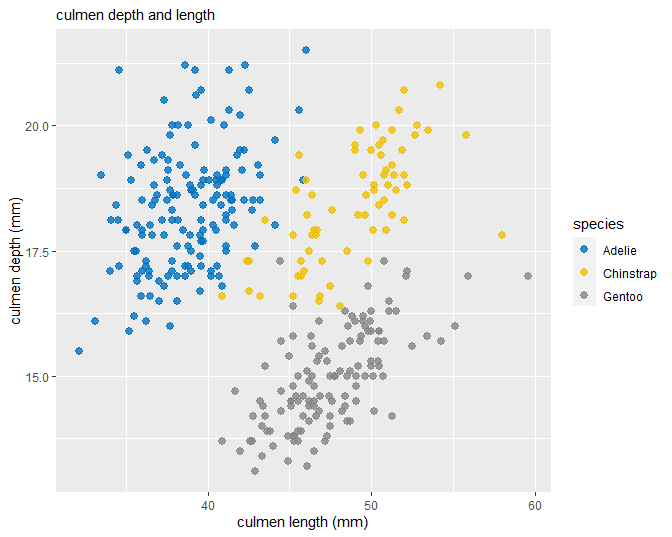 culmen depth and length
culmen depth (mm)
20.0
17.5
15.0
40
50
60
culmen length (mm)
species
Adelie
Chinstrap
Gentoo